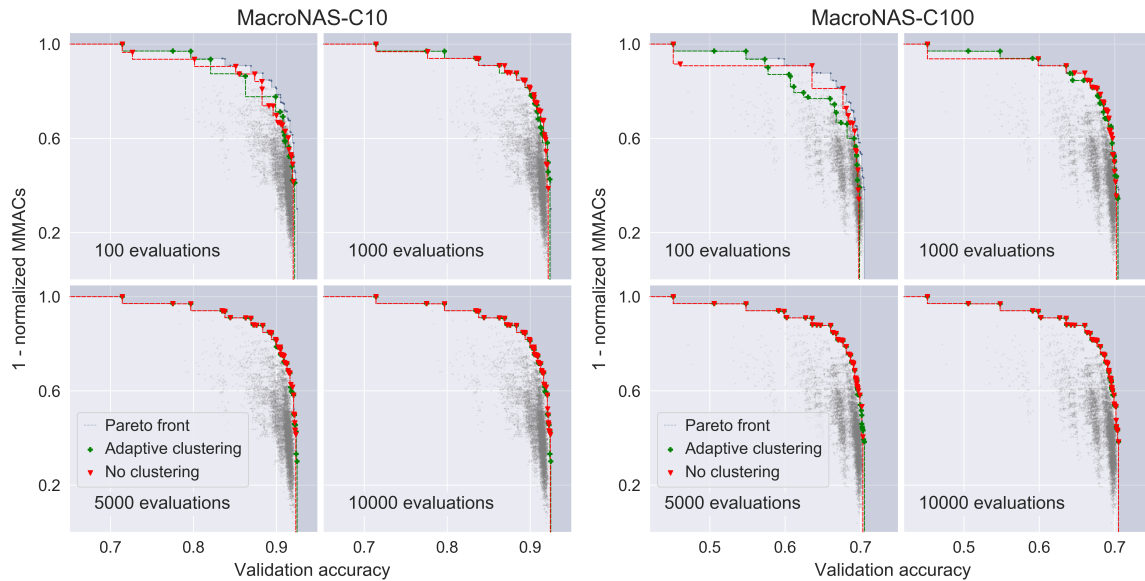 MacroNAS-C10
1 - normalized MMACs
1.0
0.6
0.2
100 evaluations
1000 evaluations
1.0
0.6
0.2
Pareto front
Adaptive clustering
No clustering
5000 evaluations
10000 evaluations
0.7 0.8 0.9 0.7 0.8 0.9
Validation accuracy
MacroNAS-C100
1 - normalized MMACs
1.0
0.6
0.2
100 evaluations
1000 evaluations
1.0
0.6
0.2
Pareto front
Adaptive clustering
No clustering
5000 evaluations
10000 evaluations
0.5 0.6 0.7 0.5 0.6 0.7
Validation accuracy